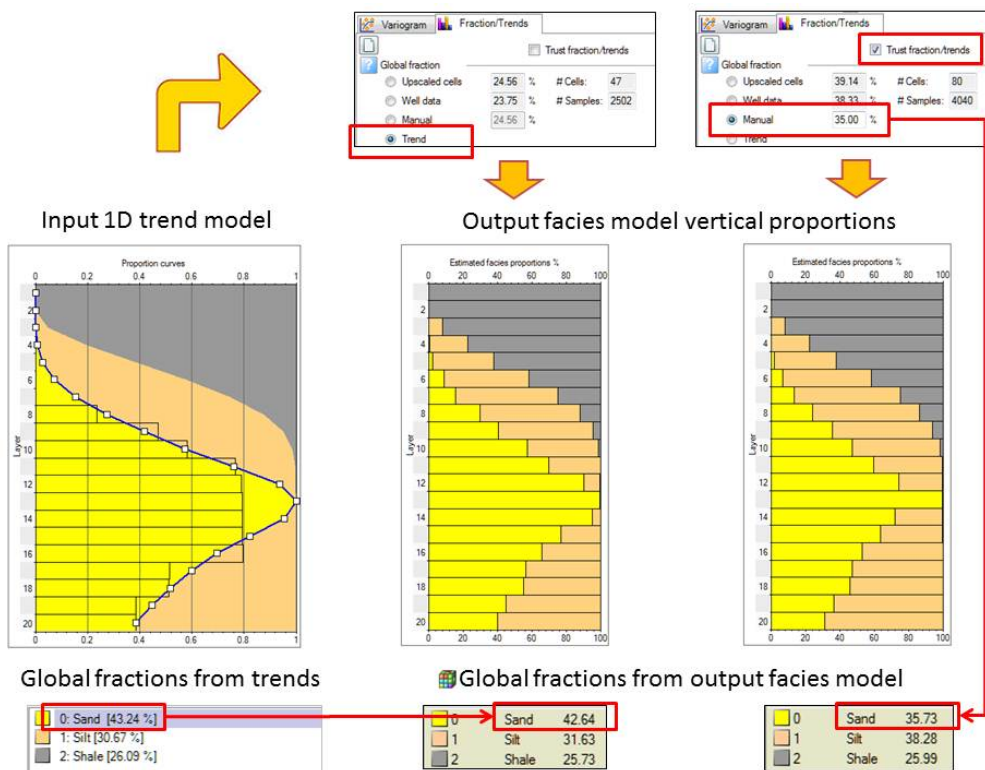 Variogram Fraction/Trends
Trust fraction/trends
Global fraction
Upscaled cells 24.56 % # Cells: 47
Well data 23.75 % # Samples: 2502
Manual 24.56 %
Trend
Variogram Fraction/Trends
Trust fraction/trends
Global fraction
Upscaled cells 39.14 % # Cells: 80
Well data 38.33 % # Samples: 4040
Manual 35.00 %
Trend
Input 1D trend model
Output facies model vertical proportions
Proportion curves
0 0.2 0.4 0.6 0.8 1
Layer
2
4
6
8
10
12
14
16
18
20
0 0.2 0.4 0.6 0.8 1
Estimated facies proportions %
0 20 40 60 80 100
Layer
2
4
6
8
10
12
14
16
18
20
0 20 40 60 80 100
Estimated facies proportions %
0 20 40 60 80 100
Layer
2
4
6
8
10
12
14
16
18
20
0 20 40 60 80 100
Global fractions from trends
Global fractions from output facies model
0: Sand [43.24 %]
1: Silt [30.67 %]
2: Shale [26.09 %]
0 Sand 42.64
1 Silt 31.63
2 Shale 25.73
0 Sand 35.73
1 Silt 38.28
2 Shale 25.99